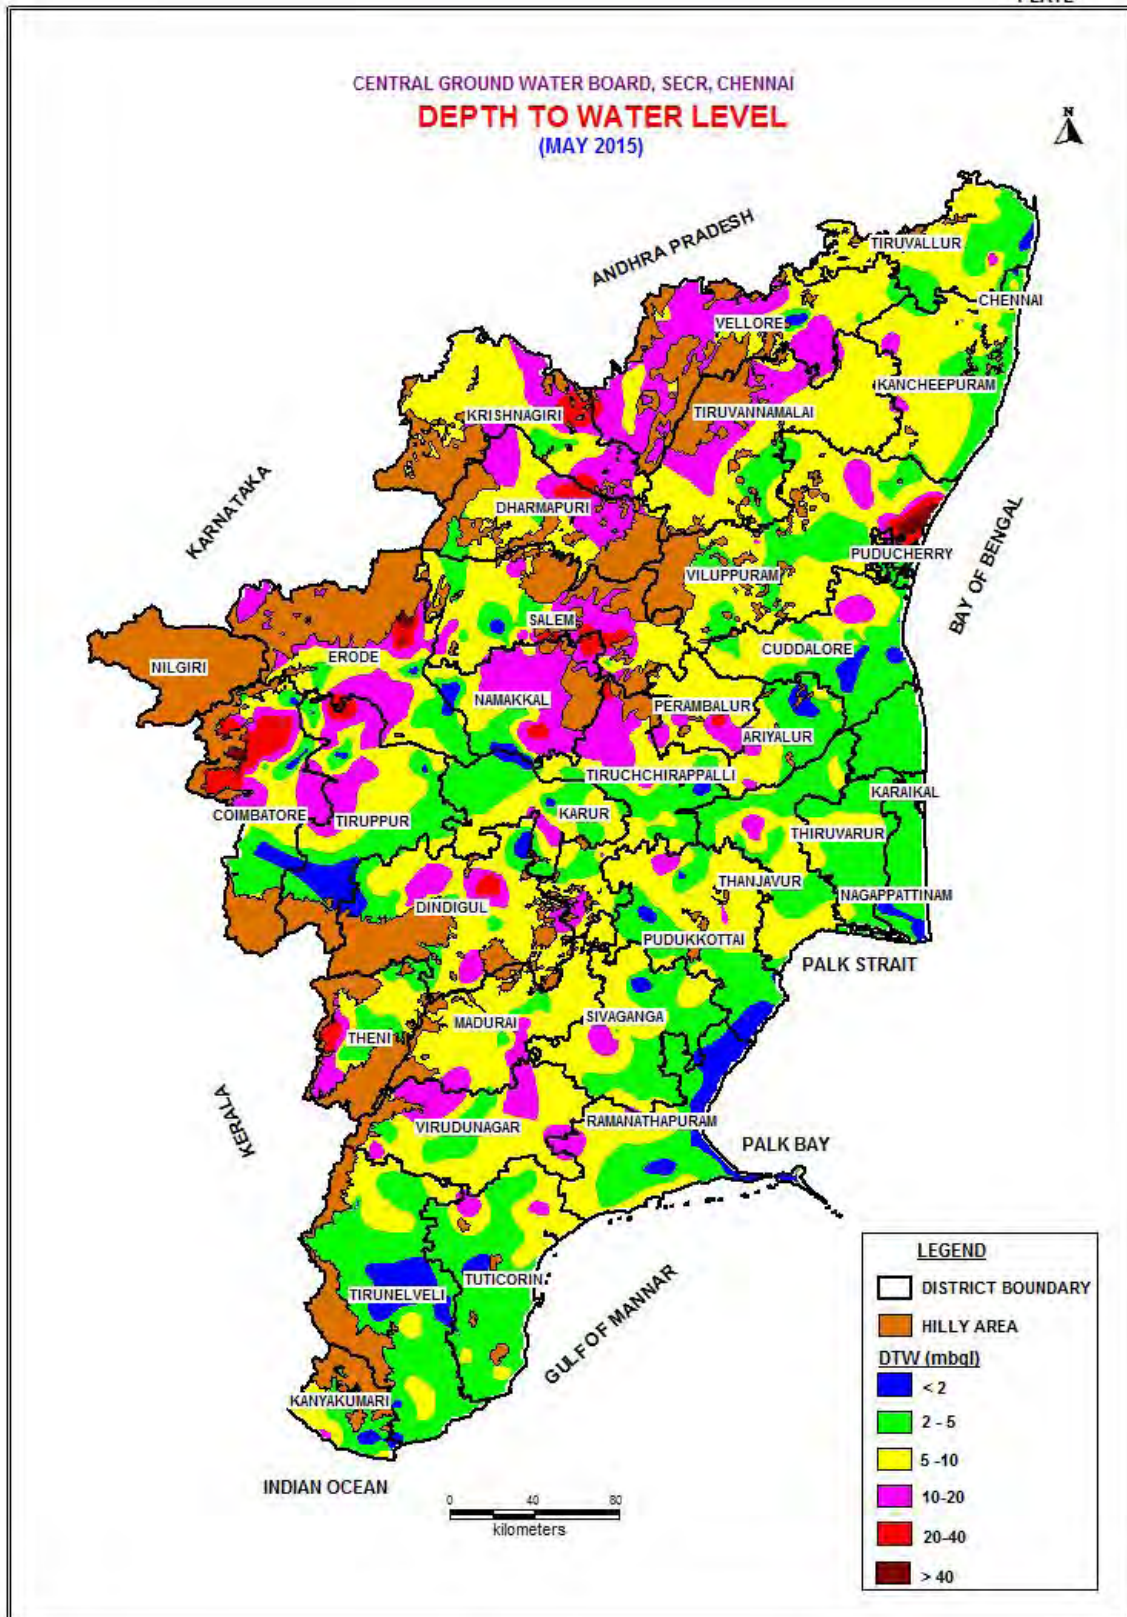 PLATE
CENTRAL GROUND WATER BOARD, SECR, CHENNAI
DEPTH TO WATER LEVEL
(MAY 2015)
N
ANDHRA PRADESH
TIRUVALLUR
CHENNAI
VELLORE
KANCHEEPURAM
KRISHNAGIRI
TIRUVANNAMALAI
KARNATAKA
DHARMAPURI
BAY OF BENGAL
PUDUCHERRY
VILUPPURAM
SALEM
CUDDALORE
ERODE
NILGIRI
NAMAKKAL
PERAMBALUR
ARIYALUR
TIRUCHCHIRAPPALLI
KARAIKAL
COIMBATORE
TIRUPPUR
KARUR
THIRUVARUR
THANJAVUR
NAGAPPATTINAM
DINDIGUL
PUDUKKOTTAI
PALK STRAIT
SIVAGANGA
MADURAI
THENI
KERALA
VIRUDUNAGAR
RAMANATHAPURAM
PALK BAY
TUTICORIN
TIRUNELVELI
GULF OF MANNAR
KANYAKUMARI
INDIAN OCEAN
0 40 80
kilometers
LEGEND
DISTRICT BOUNDARY
HILLY AREA
DTW (mbgl)
< 2
2 - 5
5 -10
10-20
20-40
> 40